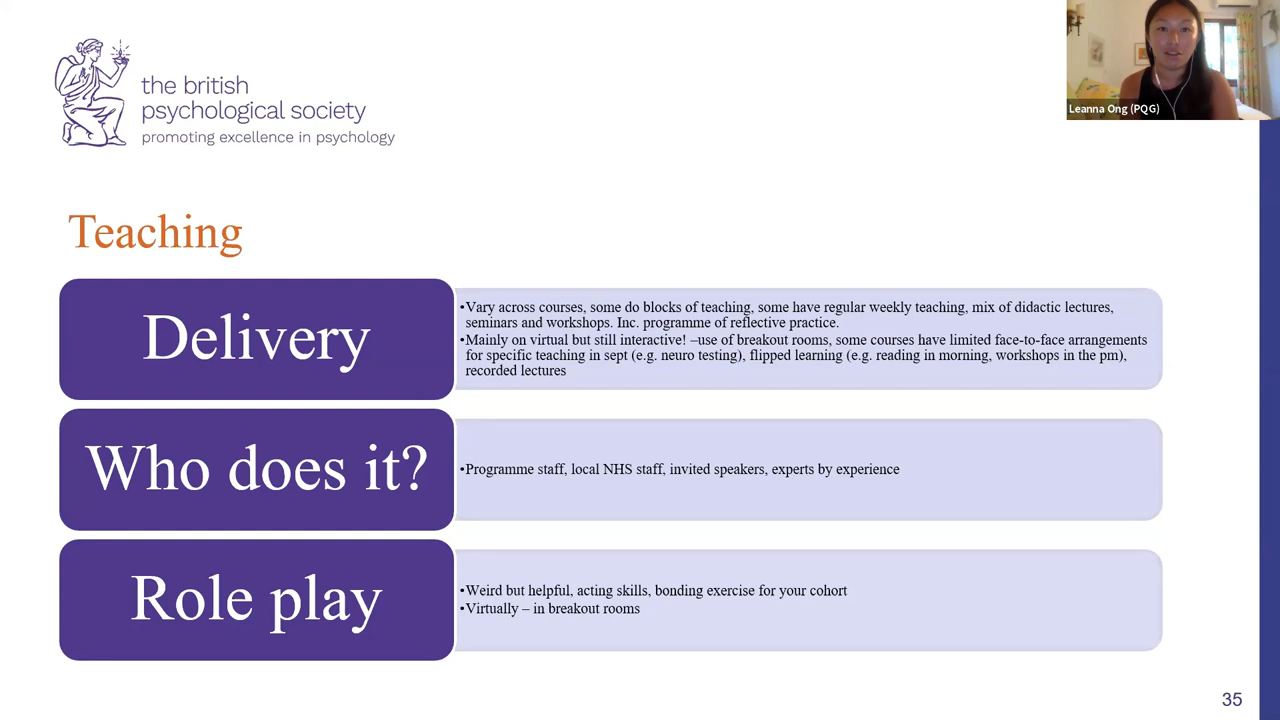 the british
psychological society
promoting excellence in psychology
Leanna Ong (PQG)
Teaching
Delivery
•Vary across courses, some do blocks of teaching, some have regular weekly teaching, mix of didactic lectures,
seminars and workshops. Inc. programme of reflective practice.
•Mainly on virtual but still interactive! –use of breakout rooms, some courses have limited face-to-face arrangements
for specific teaching in sept (e.g. neuro testing), flipped learning (e.g. reading in morning, workshops in the pm),
recorded lectures
Who does it?
•Programme staff, local NHS staff, invited speakers, experts by experience
Role play
•Weird but helpful, acting skills, bonding exercise for your cohort
•Virtually – in breakout rooms
35